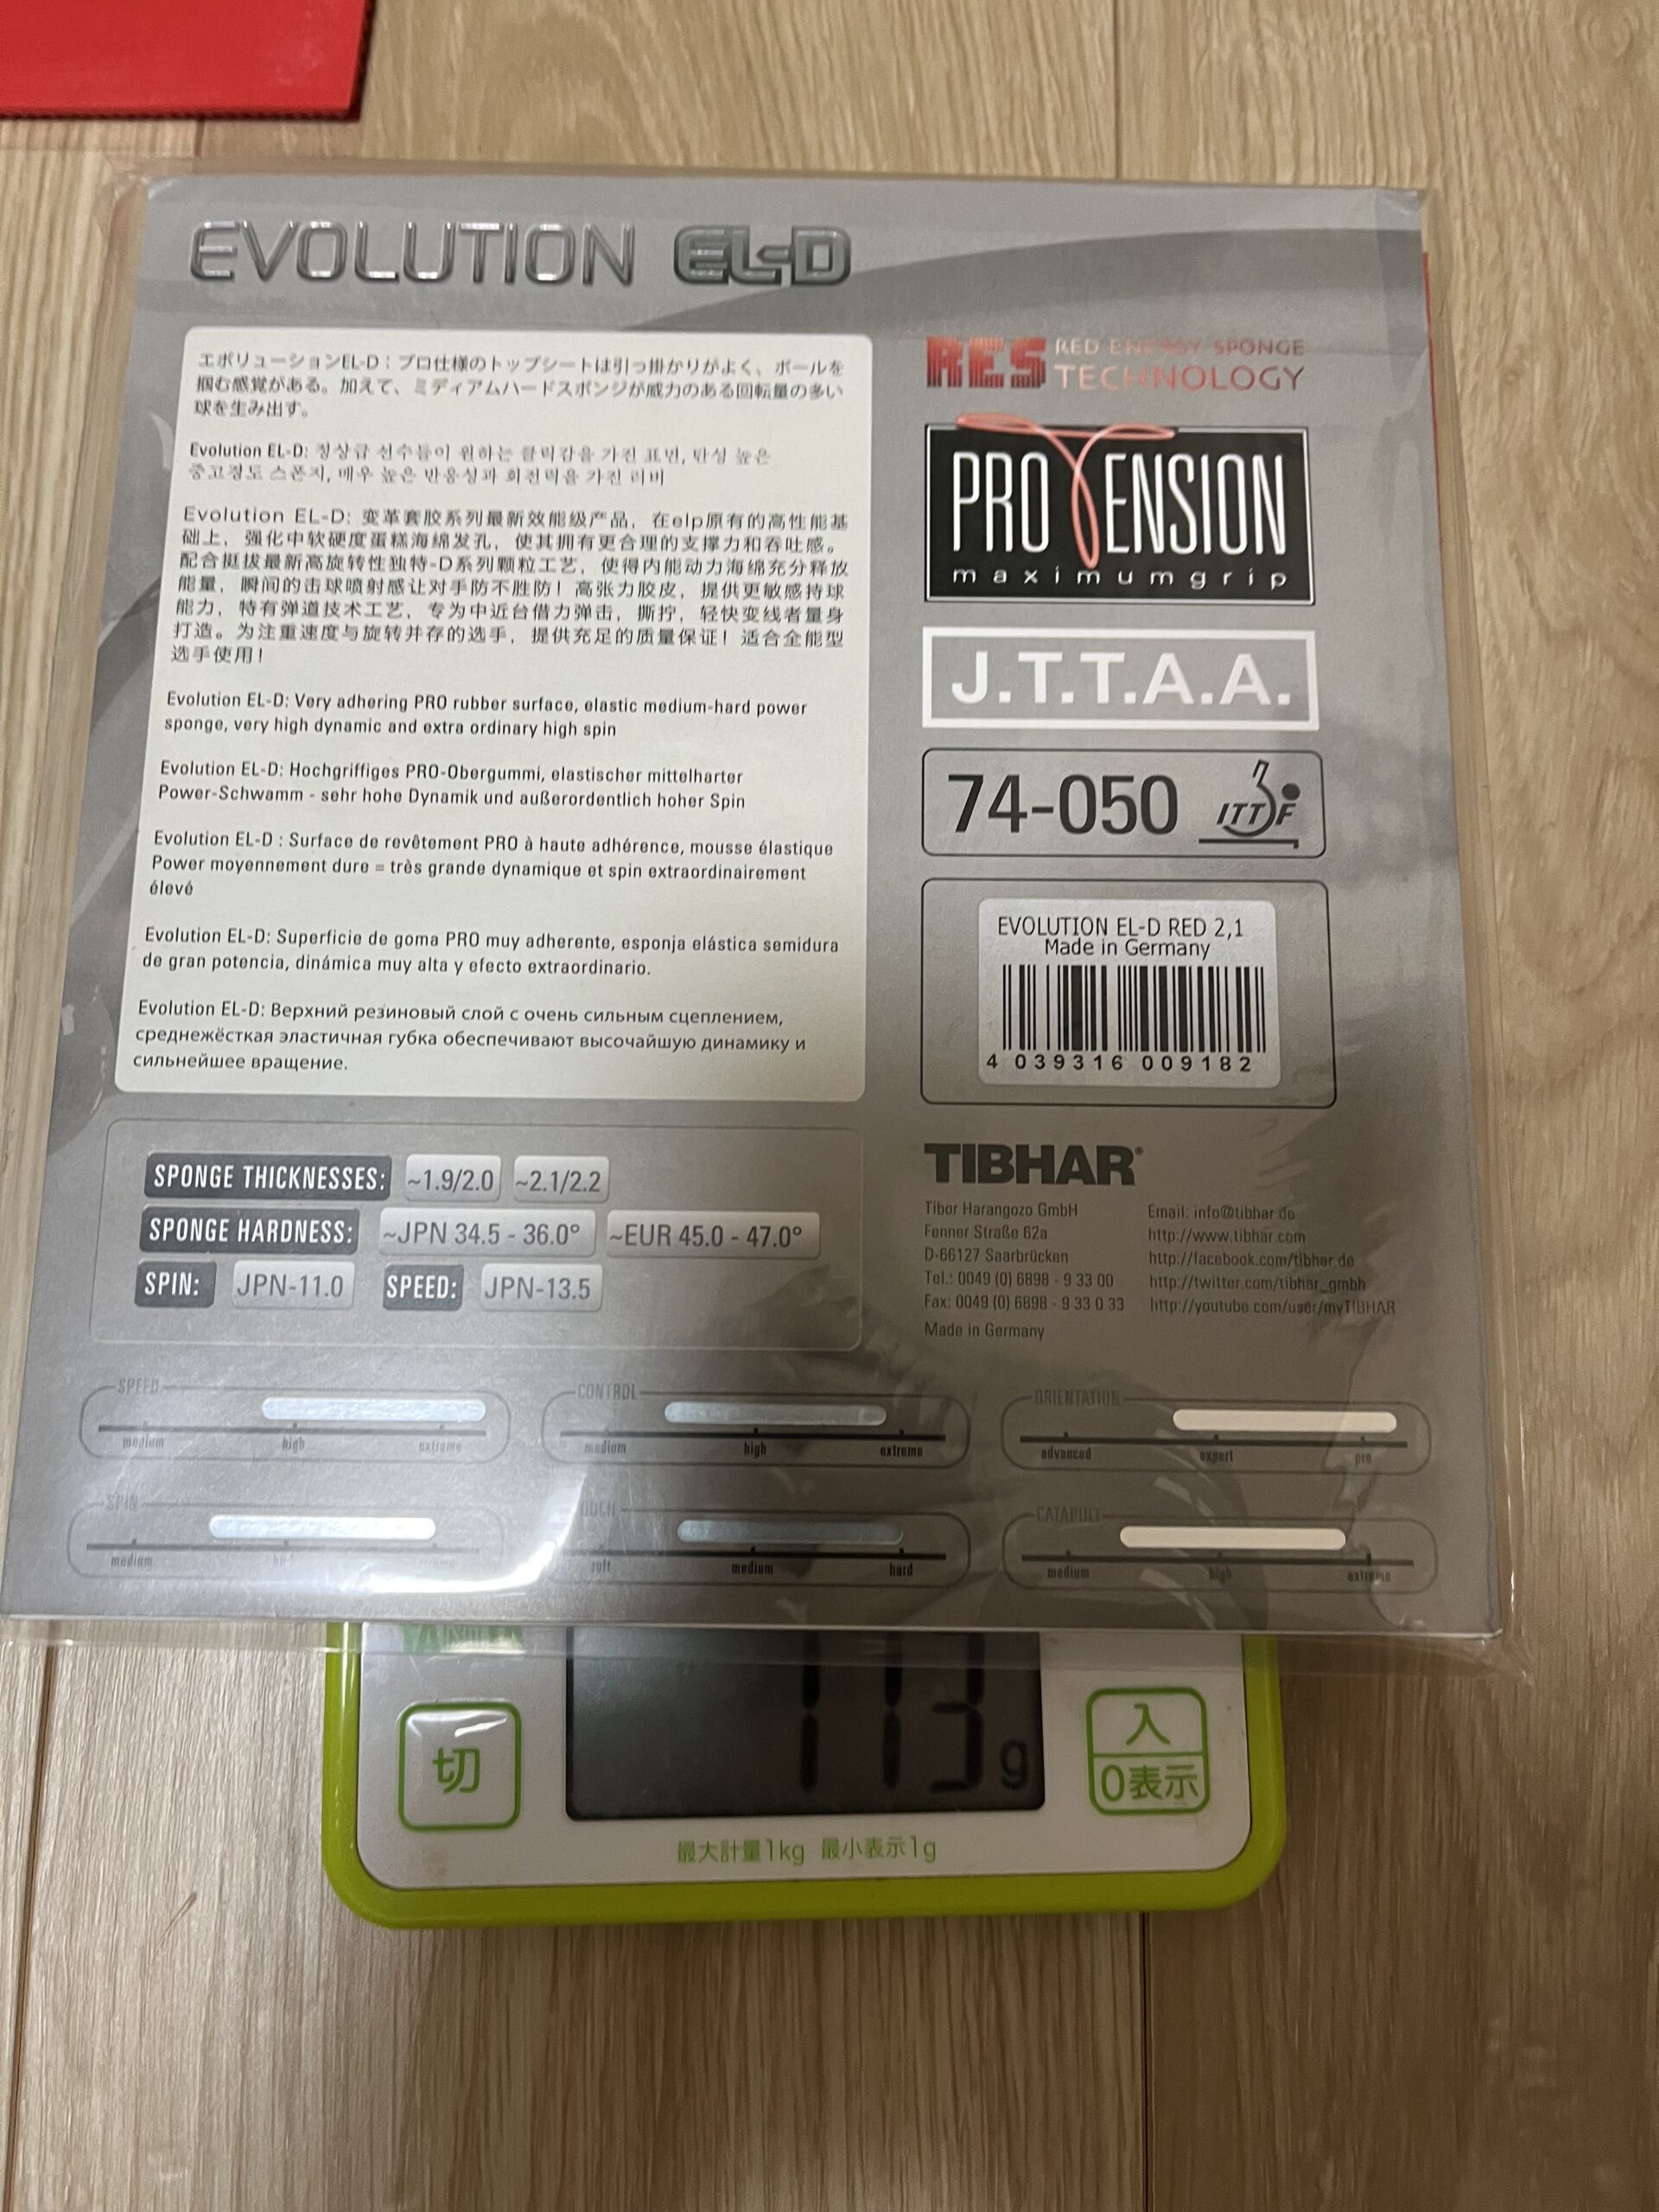 EVOLUTION EL-D
エボリューションEL-D：プロ仕様のトップシートは引っ掛かりがよく、ボールを
掴む感覚がある。加えて、ミディアムハードスポンジが威力のある回転量の多い
球を生み出す。
Evolution EL-D: 정상급 선수들이 원하는 클릭감을 가진 표면, 탄성 높은
중고경도 스폰지, 매우 높은 반응성과 회전력을 가진 러버
Evolution EL-D: 变革套胶系列最新效能级产品，在elp原有的高性能基
础上，强化中软硬度蛋糕海绵发孔，使其拥有更合理的支撑力和吞吐感。
配合挺拔最新高旋转性独特-D系列颗粒工艺，使得内能动力海绵充分释放
能量，瞬间的击球喷射感让对手防不胜防！高张力胶皮，提供更敏感持球
能力，特有弹道技术工艺，专为中近台借力弹击，撕拧，轻快变线者量身
打造。为注重速度与旋转并存的选手，提供充足的质量保证！适合全能型
选手使用！
Evolution EL-D: Very adhering PRO rubber surface, elastic medium-hard power
sponge, very high dynamic and extra ordinary high spin
Evolution EL-D: Hochgriffiges PRO-Obergummi, elastischer mittelharter
Power-Schwamm - sehr hohe Dynamik und außerordentlich hoher Spin
Evolution EL-D : Surface de revêtement PRO à haute adhérence, mousse élastique
Power moyennement dure = très grande dynamique et spin extraordinairement
élevé
Evolution EL-D: Superficie de goma PRO muy adherente, esponja elástica semidura
de gran potencia, dinámica muy alta y efecto extraordinario.
Evolution EL-D: Верхний резиновый слой с очень сильным сцеплением,
среднежёсткая эластичная губка обеспечивают высочайшую динамику и
сильнейшее вращение.
RES RED ENERGY SPONGE
TECHNOLOGY
PROTENSION
maximumgrip
J.T.T.A.A.
74-050 ITTF
EVOLUTION EL-D RED 2,1
Made in Germany
4 039316 009182
SPONGE THICKNESSES: ~1.9/2.0 ~2.1/2.2
SPONGE HARDNESS: ~JPN 34.5 - 36.0° ~EUR 45.0 - 47.0°
SPIN: JPN-11.0 SPEED: JPN-13.5
TIBHAR®
Tibor Harangozo GmbH
Fenner Straße 62a
D-66127 Saarbrücken
Tel.: 0049 (0) 6898 - 9 33 00
Fax: 0049 (0) 6898 - 9 33 0 33
Made in Germany
Email: info@tibhar.de
http://www.tibhar.com
http://facebook.com/tibhar.de
http://twitter.com/tibhar_gmbh
http://youtube.com/user/myTIBHAR
SPEED
medium high extreme
CONTROL
medium high extreme
ORIENTATION
advanced expert pro
SPIN
medium
soft medium hard
CATAPULT
medium high extreme
113g
切
入
0表示
最大計量1kg 最小表示1g